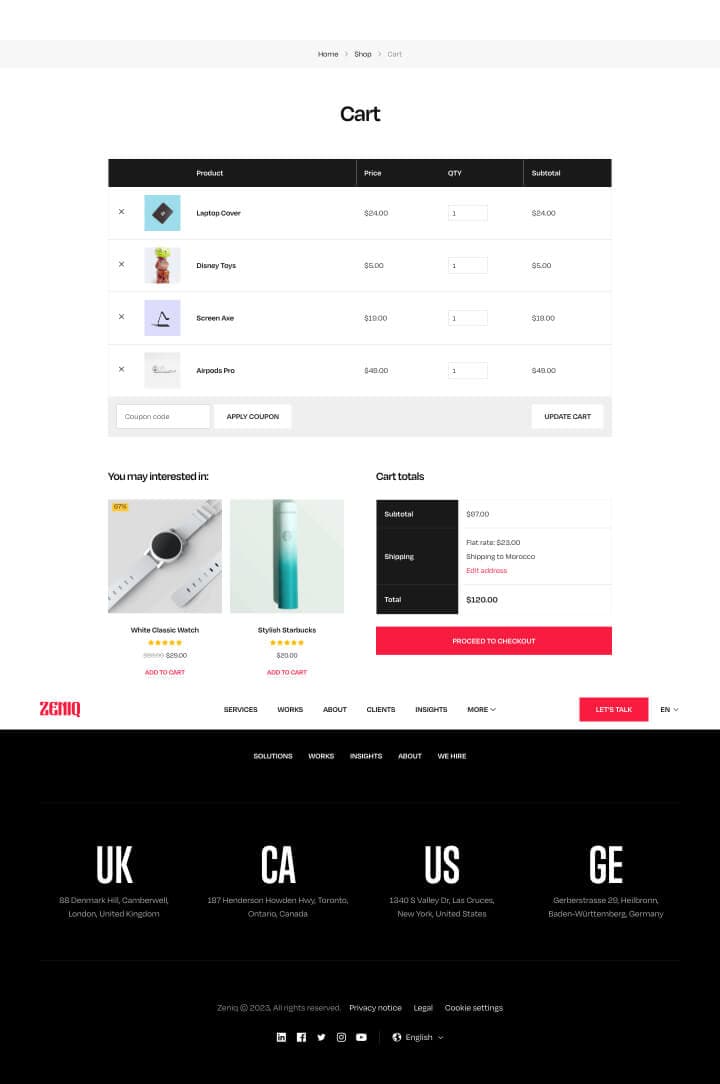 Home > Shop > Cart
Cart
Product Price QTY Subtotal
Laptop Cover $24.00 1 $24.00
Disney Toys $5.00 1 $5.00
Screen Axe $19.00 1 $19.00
Airpods Pro $49.00 1 $49.00
Coupon code APPLY COUPON UPDATE CART
You may interested in:
67%
White Classic Watch
$29.00
ADD TO CART
Stylish Starbucks
$20.00
ADD TO CART
Cart totals
Subtotal $97.00
Shipping Flat rate: $23.00
Shipping to Morocco
Edit address
Total $120.00
PROCEED TO CHECKOUT
ZENIQ SERVICES WORKS ABOUT CLIENTS INSIGHTS MORE LET'S TALK EN
SOLUTIONS WORKS INSIGHTS ABOUT WE HIRE
UK
88 Denmark Hill, Camberwell,
London, United Kingdom
CA
187 Henderson Howden Hwy, Toronto,
Ontario, Canada
US
1340 S Valley Dr, Las Cruces,
New York, United States
GE
Gerberstrasse 29, Heilbronn,
Baden-Württemberg, Germany
Zeniq © 2023, All rights reserved. Privacy notice Legal Cookie settings
English